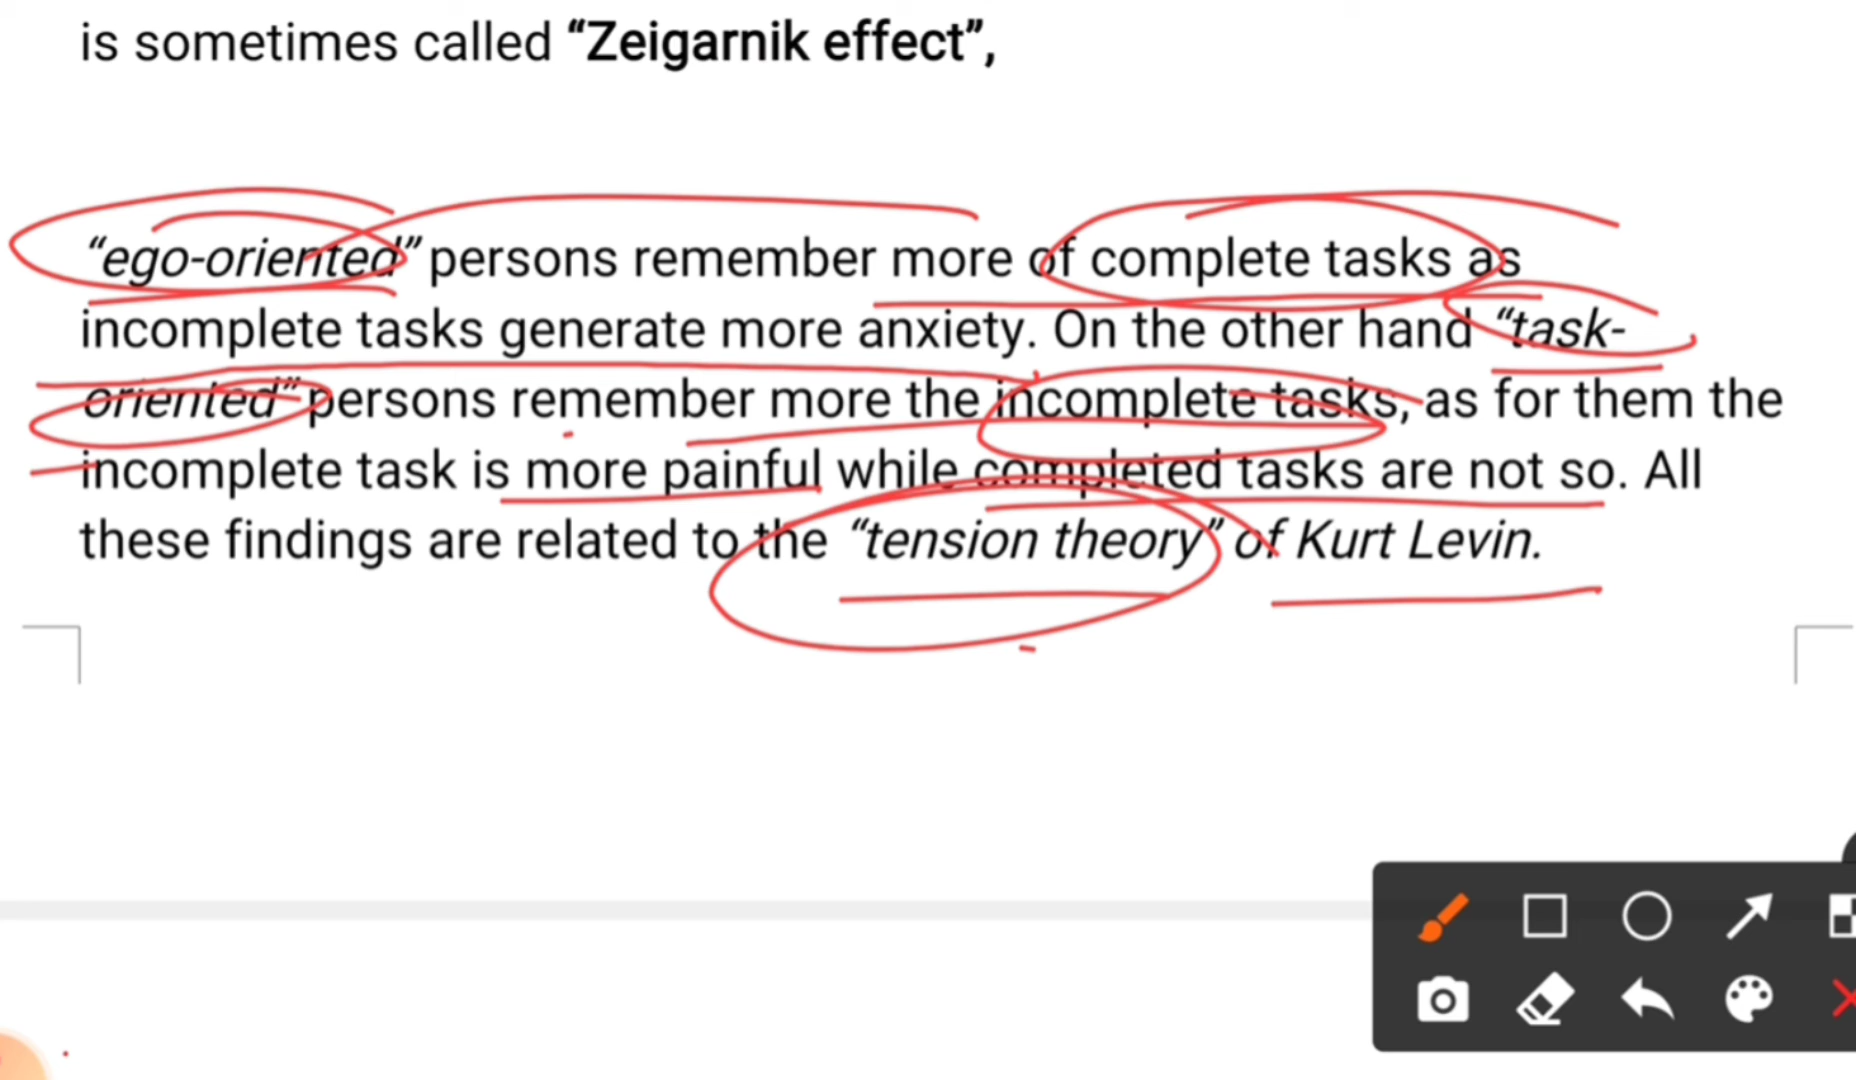 is sometimes called “Zeigarnik effect”,
“ego-oriented” persons remember more of complete tasks as
incomplete tasks generate more anxiety. On the other hand “task-
oriented” persons remember more the incomplete tasks, as for them the
incomplete task is more painful while completed tasks are not so. All
these findings are related to the “tension theory” of Kurt Levin.